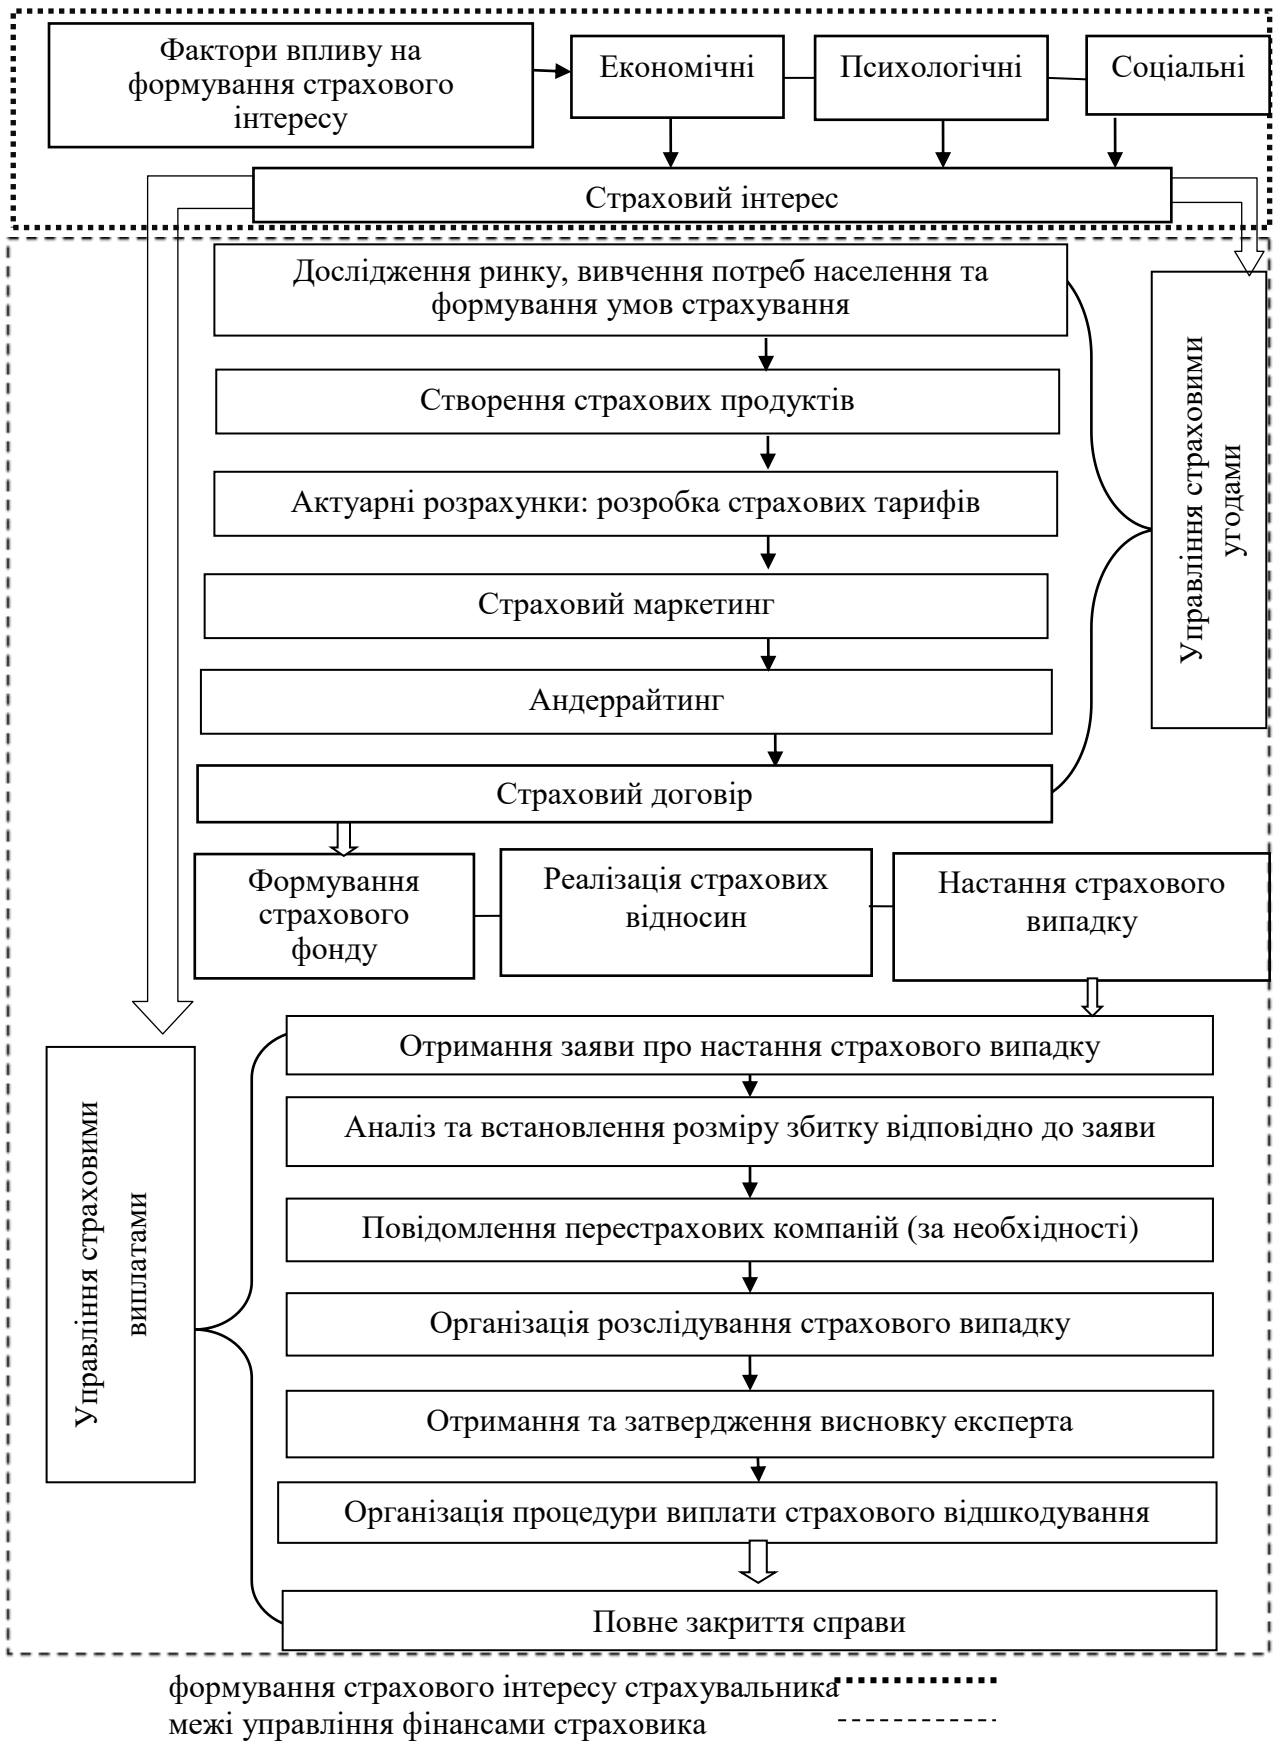 Фактори впливу на
формування страхового
інтересу
Економічні
Психологічні
Соціальні
Страховий інтерес
Дослідження ринку, вивчення потреб населення та
формування умов страхування
Створення страхових продуктів
Актуарні розрахунки: розробка страхових тарифів
Страховий маркетинг
Андеррайтинг
Страховий договір
Управління страховими
угодами
Формування
страхового
фонду
Реалізація страхових
відносин
Настання страхового
випадку
Управління страховими
виплатами
Отримання заяви про настання страхового випадку
Аналіз та встановлення розміру збитку відповідно до заяви
Повідомлення перестрахових компаній (за необхідності)
Організація розслідування страхового випадку
Отримання та затвердження висновку експерта
Організація процедури виплати страхового відшкодування
Повне закриття справи
формування страхового інтересу страхувальника
межі управління фінансами страховика